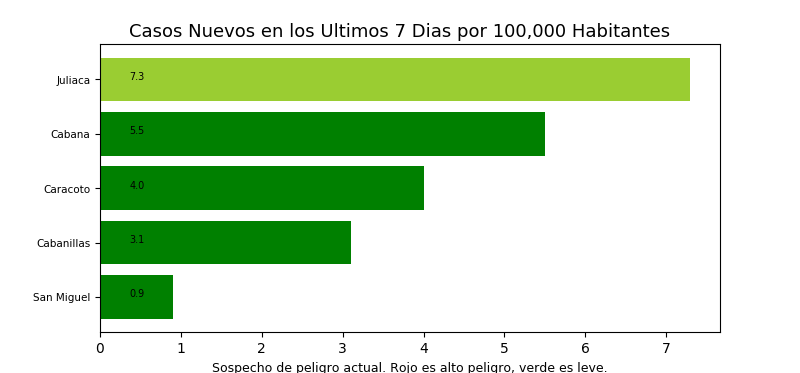 Casos Nuevos en los Ultimos 7 Dias por 100,000 Habitantes
Juliaca 7.3
Cabana 5.5
Caracoto 4.0
Cabanillas 3.1
San Miguel 0.9
0 1 2 3 4 5 6 7
Sospecho de peligro actual. Rojo es alto peligro, verde es leve.